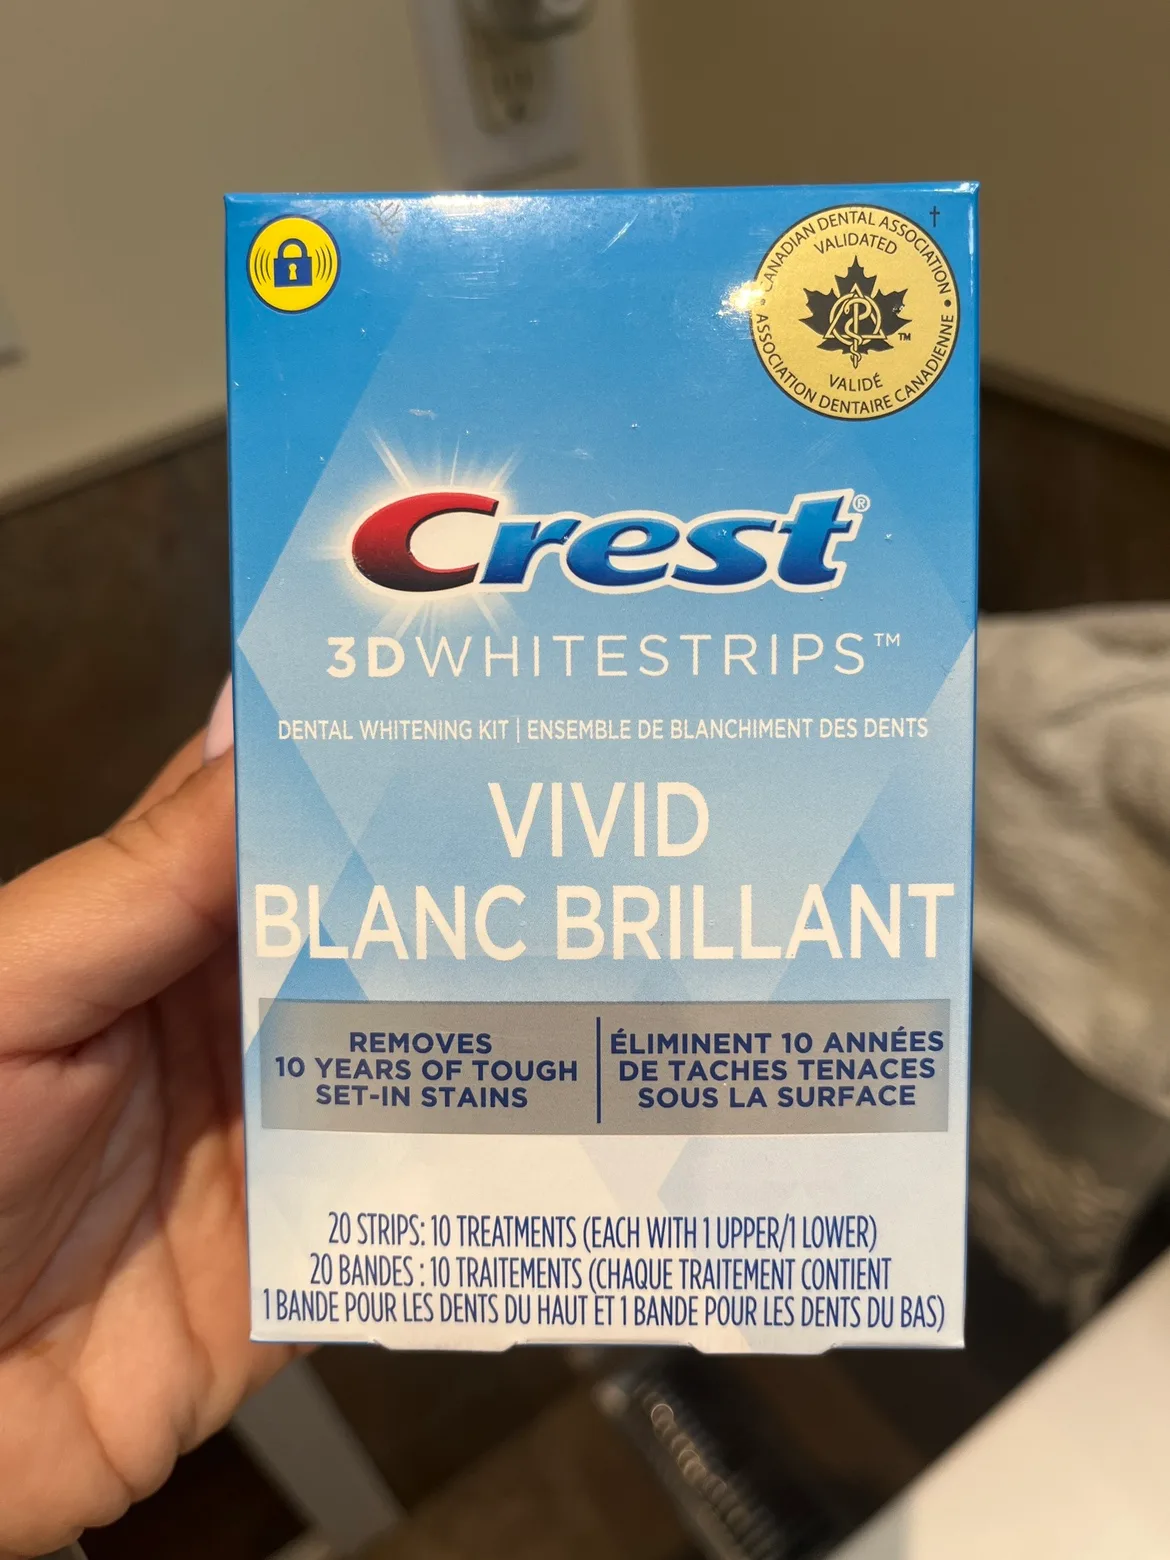 CANADIAN DENTAL ASSOCIATION †
VALIDATED
™
VALIDÉ
ASSOCIATION DENTAIRE CANADIENNE
Crest®
3DWHITESTRIPS™
DENTAL WHITENING KIT | ENSEMBLE DE BLANCHIMENT DES DENTS
VIVID
BLANC BRILLANT
REMOVES
10 YEARS OF TOUGH
SET-IN STAINS
ÉLIMINENT 10 ANNÉES
DE TACHES TENACES
SOUS LA SURFACE
20 STRIPS: 10 TREATMENTS (EACH WITH 1 UPPER/1 LOWER)
20 BANDES : 10 TRAITEMENTS (CHAQUE TRAITEMENT CONTIENT
1 BANDE POUR LES DENTS DU HAUT ET 1 BANDE POUR LES DENTS DU BAS)